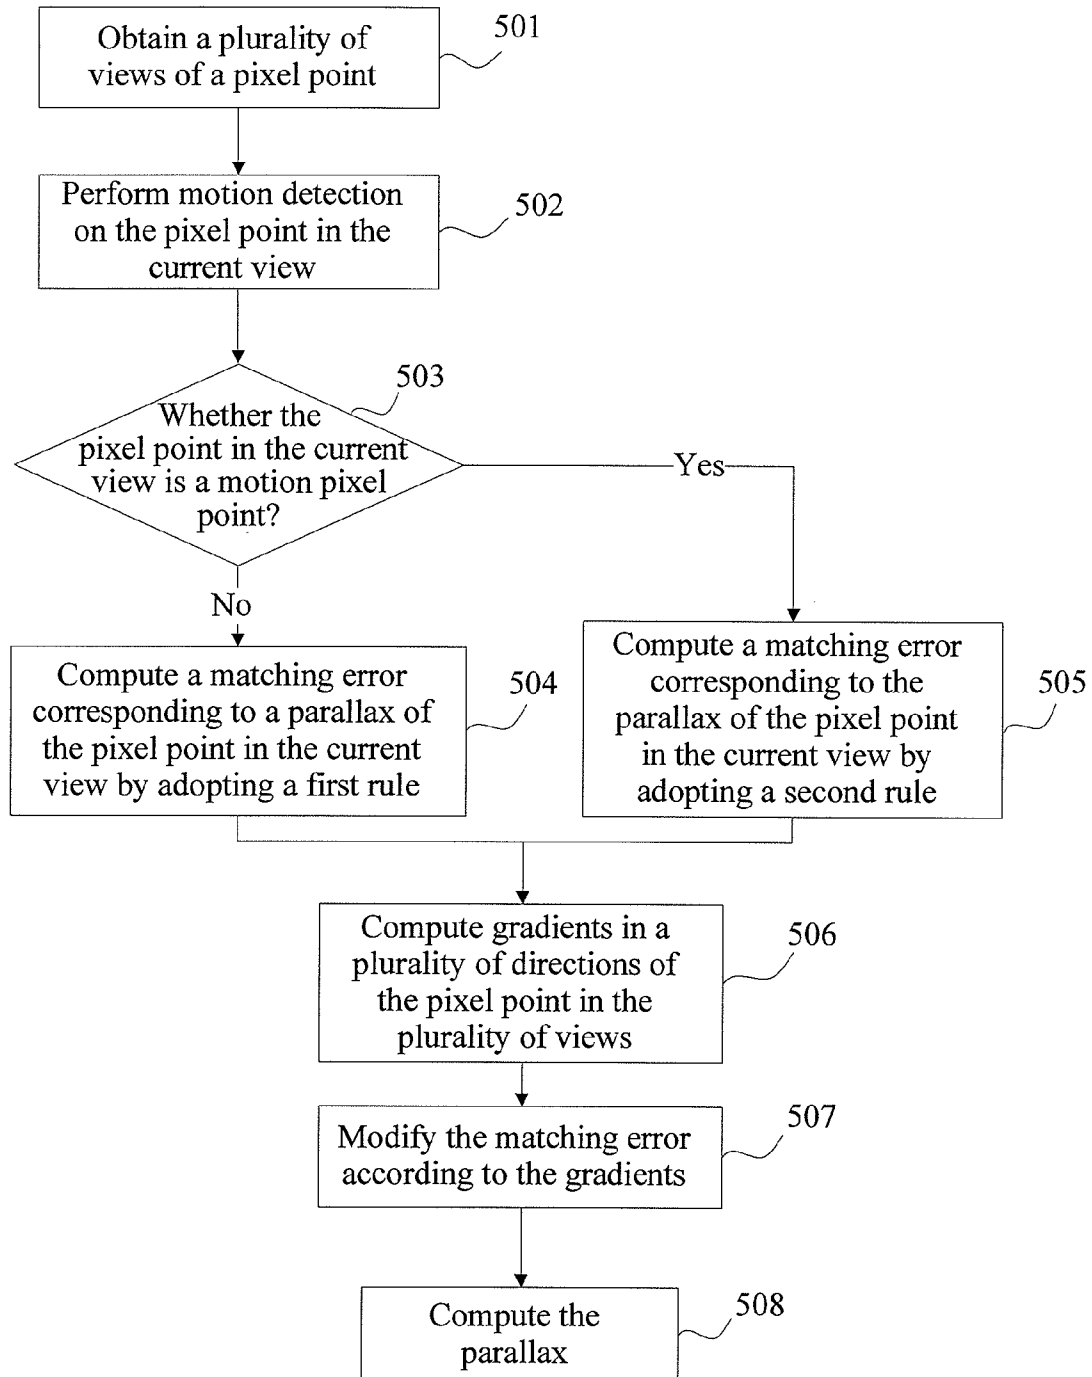 Obtain a plurality of
views of a pixel point
501
Perform motion detection
on the pixel point in the
current view
502
503
Whether the
pixel point in the current
view is a motion pixel
point?
Yes
No
Compute a matching error
corresponding to a parallax of
the pixel point in the current
view by adopting a first rule
504
Compute a matching error
corresponding to the
parallax of the pixel point
in the current view by
adopting a second rule
505
Compute gradients in a
plurality of directions of
the pixel point in the
plurality of views
506
Modify the matching error
according to the gradients
507
Compute the
parallax
508